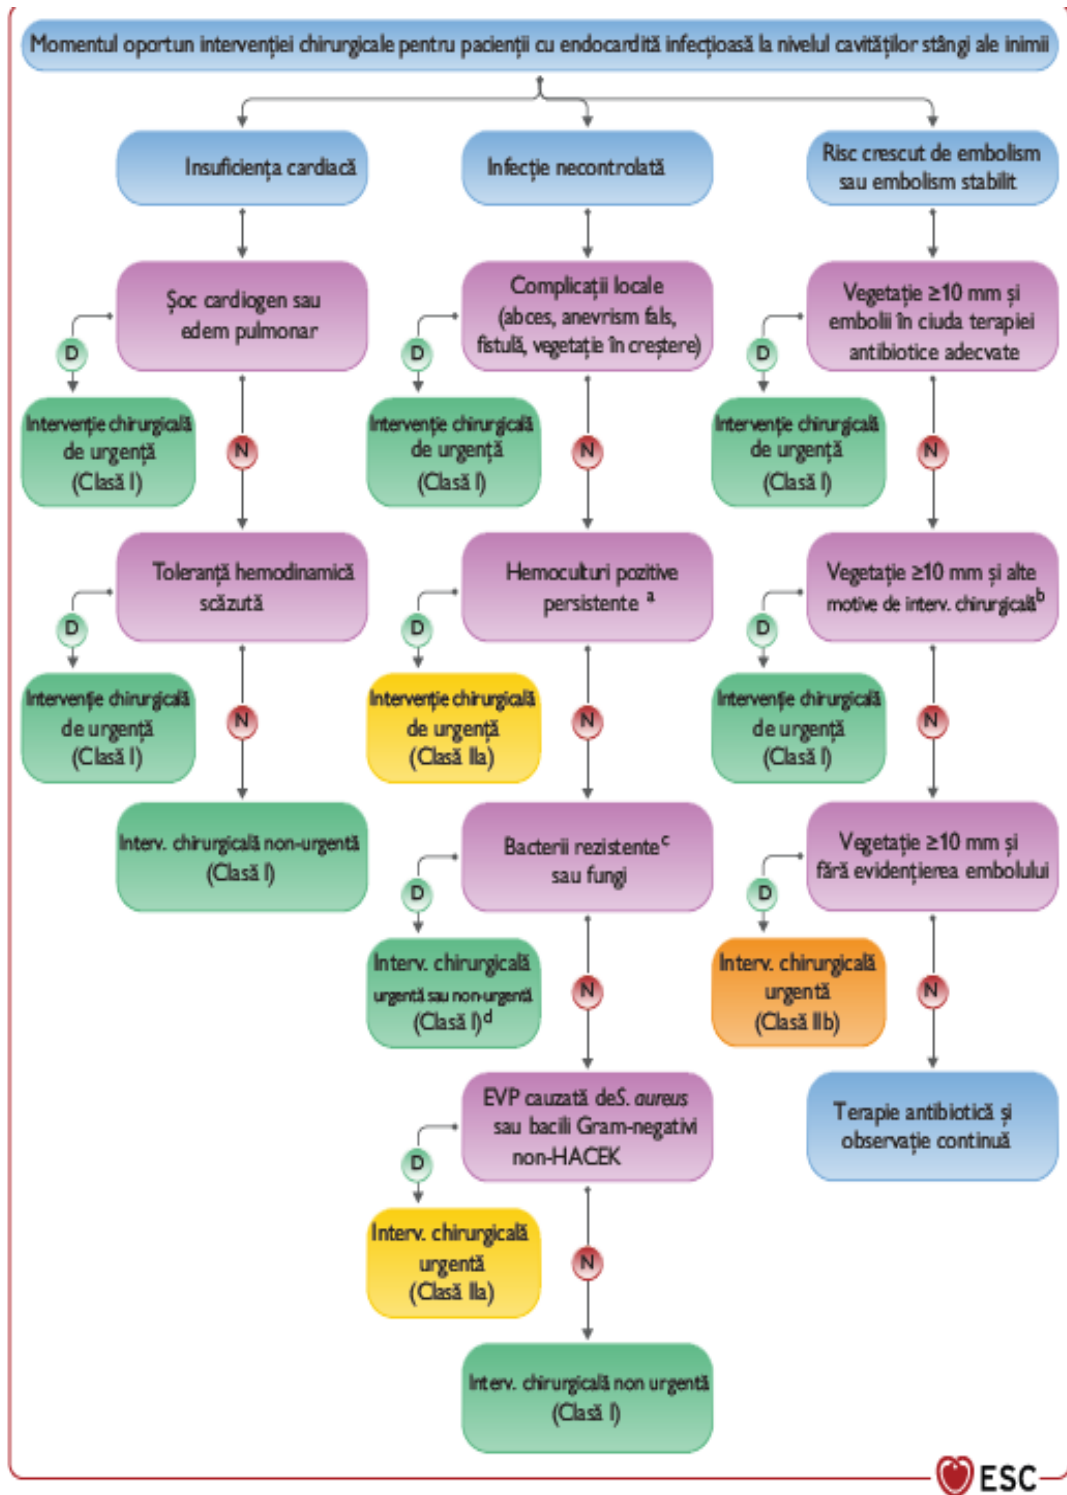 Momentul oportun intervenției chirurgicale pentru pacienții cu endocardită infecțioasă la nivelul cavităților stângi ale inimii
Insuficiența cardiacă
Șoc cardiogen sau
edem pulmonar
D
Intervenție chirurgicală
de urgență
(Clasă I)
N
Toleranță hemodinamică
scăzută
D
Intervenție chirurgicală
de urgență
(Clasă I)
N
Interv. chirurgicală non-urgentă
(Clasă I)
Infecție necontrolată
Complicații locale
(abces, anevrism fals,
fistulă, vegetație în creștere)
D
Intervenție chirurgicală
de urgență
(Clasă I)
N
Hemoculturi pozitive
persistente a
D
Intervenție chirurgicală
de urgență
(Clasă IIa)
N
Bacterii rezistente c
sau fungi
D
Interv. chirurgicală
urgentă sau non-urgentă
(Clasă I) d
N
EVP cauzată deS. aureus
sau bacili Gram-negativi
non-HACEK
D
Interv. chirurgicală
urgentă
(Clasă IIa)
N
Interv. chirurgicală non urgentă
(Clasă I)
Risc crescut de embolism
sau embolism stabilit
Vegetație ≥10 mm și
embolii în ciuda terapiei
antibiotice adecvate
D
Intervenție chirurgicală
de urgență
(Clasă I)
N
Vegetație ≥10 mm și alte
motive de interv. chirurgicală b
D
Intervenție chirurgicală
de urgență
(Clasă I)
N
Vegetație ≥10 mm și
fără evidențierea embolului
D
Interv. chirurgicală
urgentă
(Clasă IIb)
N
Terapie antibiotică și
observație continuă
ESC